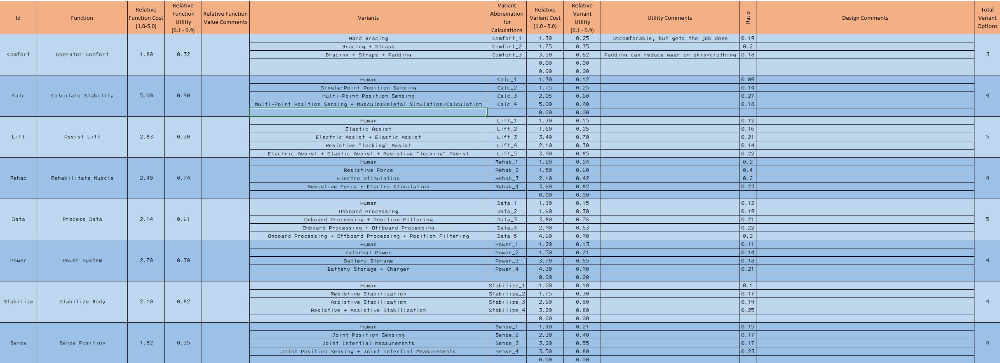 Id Function Relative Function Cost (1.0-5.0) Relative Function Utility (0.1 - 0.9) Relative Function Value Comments Variants Variant Abbreviation for Calculations Relative Variant Cost (1.0 - 5.0) Relative Variant Utility (0.1 - 0.9) Utility Comments Ratio Design Comments Total Variant Options
Comfort Operator Comfort 1.80 0.32 3
Hard Bracing Comfort_1 1.30 0.25 Uncomforable, but gets the job done 0.19
Bracing + Straps Comfort_2 1.75 0.35 0.2
Bracing + Straps + Padding Comfort_3 3.50 0.62 Padding can reduce wear on skin/clothing 0.18
0.00 0.00
0.00 0.00
Calc Calculate Stability 5.00 0.90 4
Human Calc_1 1.30 0.12 0.09
Single-Point Position Sensing Calc_2 1.75 0.25 0.14
Multi-Point Position Sensing Calc_3 2.25 0.60 0.27
Multi-Point Position Sensing + Musculoskeletal Simulation/Calculation Calc_4 5.00 0.90 0.18
0.00 0.00
Lift Assist Lift 2.83 0.50 5
Human Lift_1 1.30 0.15 0.12
Elastic Assist Lift_2 1.60 0.25 0.16
Electric Assist + Elastic Assist Lift_3 3.40 0.70 0.21
Resistive "locking" Assist Lift_4 2.10 0.30 0.14
Electric Assist + Elastic Assist + Resistive "locking" Assist Lift_5 3.90 0.85 0.22
Rehab Rehabilitate Muscle 2.40 0.74 4
Human Rehab_1 1.20 0.24 0.2
Resistive Force Rehab_2 1.50 0.60 0.4
Electro Stimulation Rehab_3 2.10 0.42 0.2
Resistive Force + Electro Stimulation Rehab_4 3.60 0.82 0.23
0.00 0.00
Data Process Data 2.14 0.61 5
Human Data_1 1.30 0.15 0.12
Onboard Processing Data_2 1.60 0.30 0.19
Onboard Processing + Position Filtering Data_3 3.80 0.78 0.21
Onboard Processing + Offboard Processing Data_4 2.90 0.63 0.22
Onboard Processing + Offboard Processing + Position Filtering Data_5 4.60 0.90 0.2
Power Power System 2.70 0.30 4
Human Power_1 1.20 0.13 0.11
External Power Power_2 1.50 0.21 0.14
Battery Storage Power_3 3.70 0.65 0.18
Battery Storage + Charger Power_4 4.30 0.90 0.21
0.00 0.00
Stabilize Stabilize Body 2.10 0.82 4
Human Stabilize_1 1.00 0.10 0.1
Resistive Stabilization Stabilize_2 1.75 0.30 0.17
Assistive Stabilization Stabilize_3 2.60 0.50 0.19
Resistive + Assistive Stabilization Stabilize_4 3.20 0.80 0.25
0.00 0.00
Sense Sense Position 1.82 0.35 4
Human Sense_1 1.40 0.21 0.15
Joint Position Sensing Sense_2 2.30 0.40 0.17
Joint Intertial Measurements Sense_3 3.20 0.55 0.17
Joint Position Sensing + Joint Intertial Measurements Sense_4 3.50 0.80 0.23
0.00 0.00